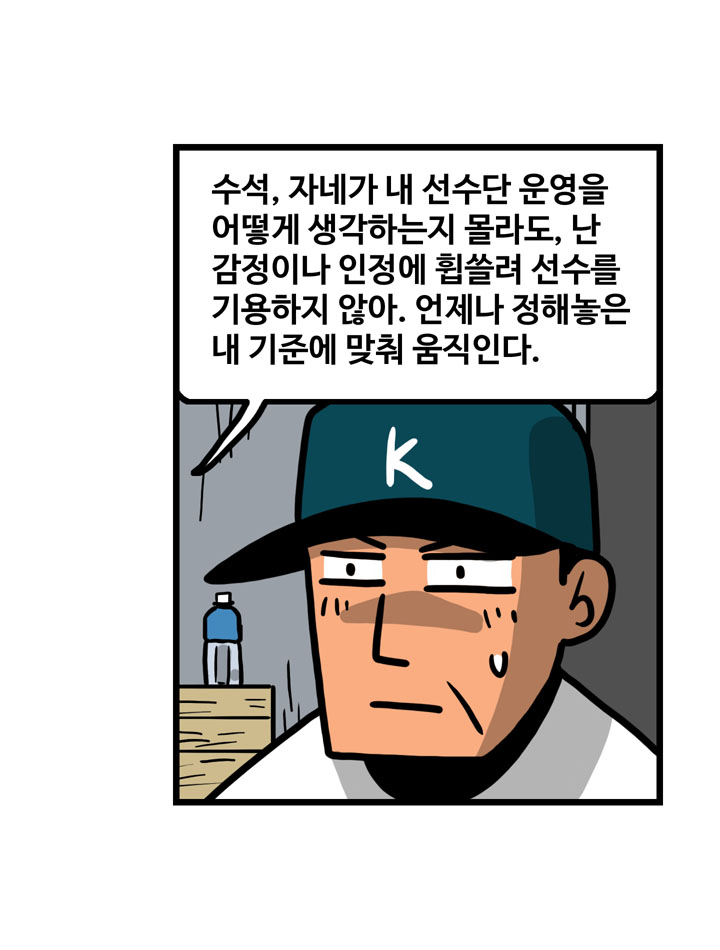 수석, 자네가 내 선수단 운영을
어떻게 생각하는지 몰라도, 난
감정이나 인정에 휩쓸려 선수를
기용하지 않아. 언제나 정해놓은
내 기준에 맞춰 움직인다.
K